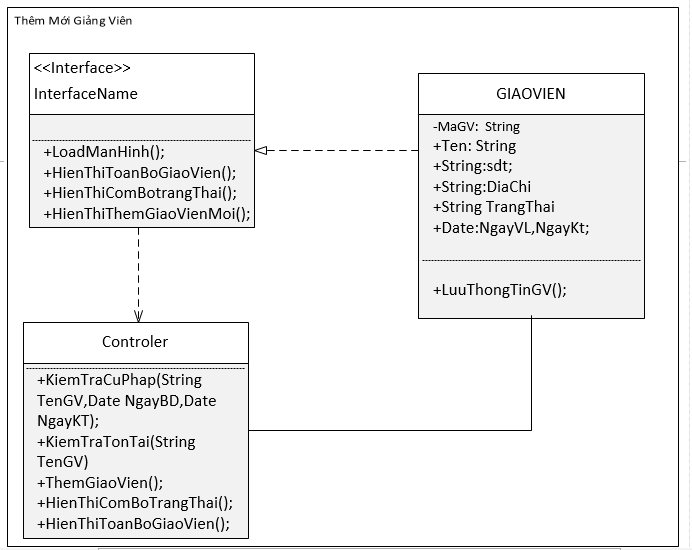 Thêm Mới Giảng Viên
<<Interface>>
InterfaceName
+LoadManHinh();
+HienThiToanBoGiaoVien();
+HienThiComBotrangThai();
+HienThiThemGiaoVienMoi();
GIAOVIEN
-MaGV: String
+Ten: String
+String:sdt;
+String:DiaChi
+String TrangThai
+Date:NgayVL,NgayKt;
+LuuThongTinGV();
Controler
+KiemTraCuPhap(String
TenGV,Date NgayBD,Date
NgayKT);
+KiemTraTonTai(String
TenGV)
+ThemGiaoVien();
+HienThiComBoTrangThai();
+HienThiToanBoGiaoVien();